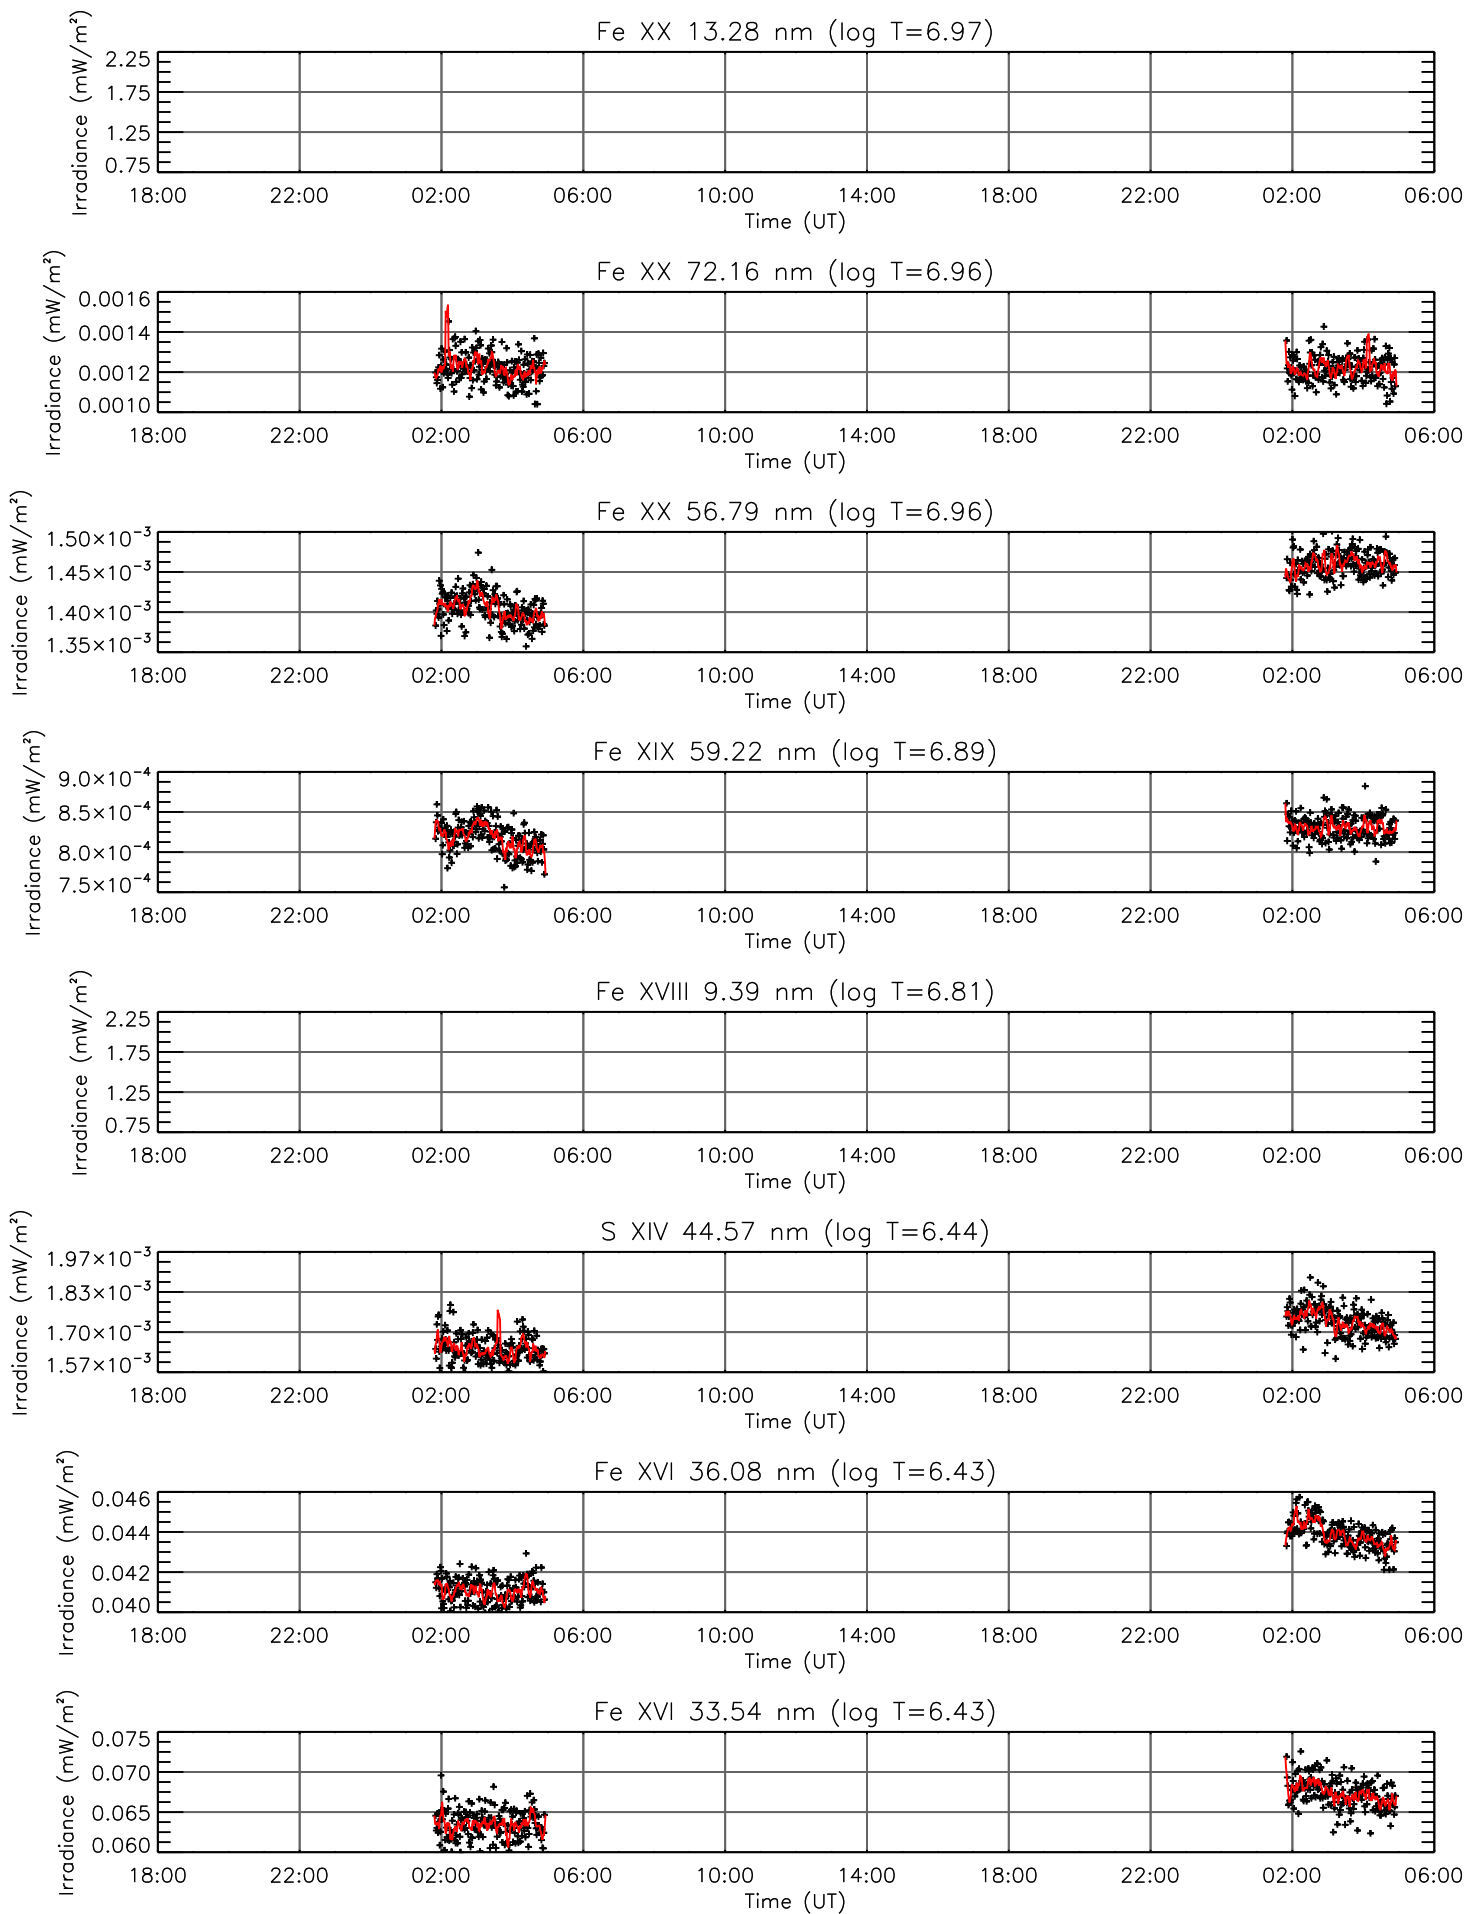 Fe XX 13.28 nm (log T=6.97)
Irradiance (mW/m²)
2.25
1.75
1.25
0.75
18:00 22:00 02:00 06:00 10:00 14:00 18:00 22:00 02:00 06:00
Time (UT)
Fe XX 72.16 nm (log T=6.96)
Irradiance (mW/m²)
0.0016
0.0014
0.0012
0.0010
18:00 22:00 02:00 06:00 10:00 14:00 18:00 22:00 02:00 06:00
Time (UT)
Fe XX 56.79 nm (log T=6.96)
Irradiance (mW/m²)
1.50×10⁻³
1.45×10⁻³
1.40×10⁻³
1.35×10⁻³
18:00 22:00 02:00 06:00 10:00 14:00 18:00 22:00 02:00 06:00
Time (UT)
Fe XIX 59.22 nm (log T=6.89)
Irradiance (mW/m²)
9.0×10⁻⁴
8.5×10⁻⁴
8.0×10⁻⁴
7.5×10⁻⁴
18:00 22:00 02:00 06:00 10:00 14:00 18:00 22:00 02:00 06:00
Time (UT)
Fe XVIII 9.39 nm (log T=6.81)
Irradiance (mW/m²)
2.25
1.75
1.25
0.75
18:00 22:00 02:00 06:00 10:00 14:00 18:00 22:00 02:00 06:00
Time (UT)
S XIV 44.57 nm (log T=6.44)
Irradiance (mW/m²)
1.97×10⁻³
1.83×10⁻³
1.70×10⁻³
1.57×10⁻³
18:00 22:00 02:00 06:00 10:00 14:00 18:00 22:00 02:00 06:00
Time (UT)
Fe XVI 36.08 nm (log T=6.43)
Irradiance (mW/m²)
0.046
0.044
0.042
0.040
18:00 22:00 02:00 06:00 10:00 14:00 18:00 22:00 02:00 06:00
Time (UT)
Fe XVI 33.54 nm (log T=6.43)
Irradiance (mW/m²)
0.075
0.070
0.065
0.060
18:00 22:00 02:00 06:00 10:00 14:00 18:00 22:00 02:00 06:00
Time (UT)